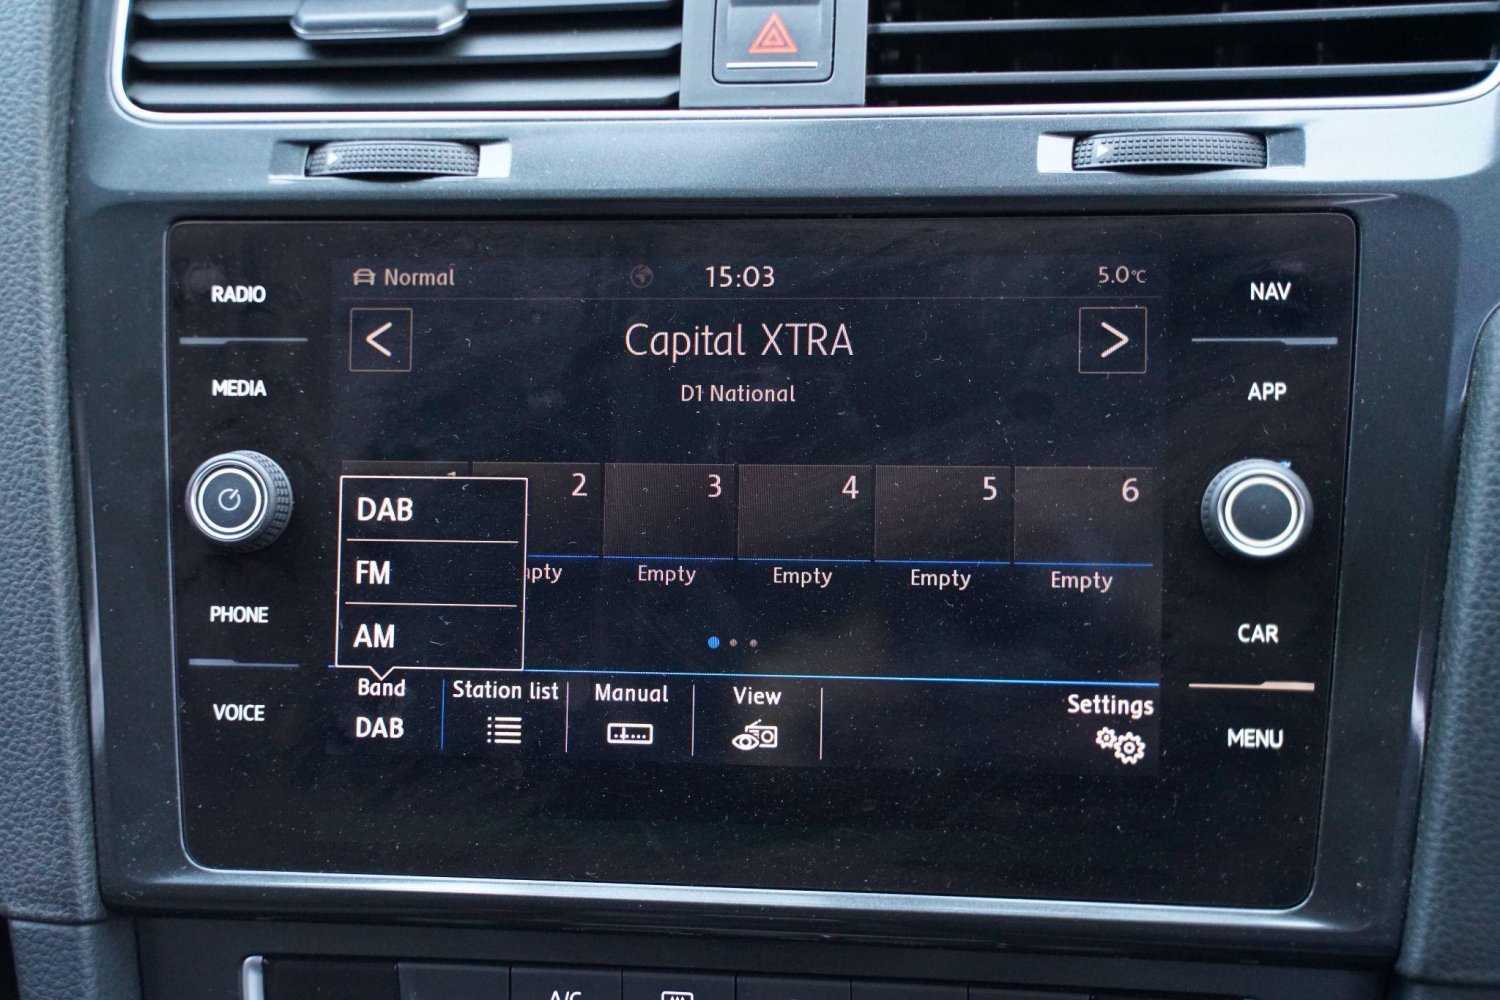 RADIO
MEDIA
PHONE
VOICE
Normal
15:03
5.0°C
<
Capital XTRA
>
D1 National
1
2
3
4
5
6
DAB
FM
AM
Empty
Empty
Empty
Empty
Band
DAB
Station list
Manual
View
Settings
NAV
APP
CAR
MENU
A/C